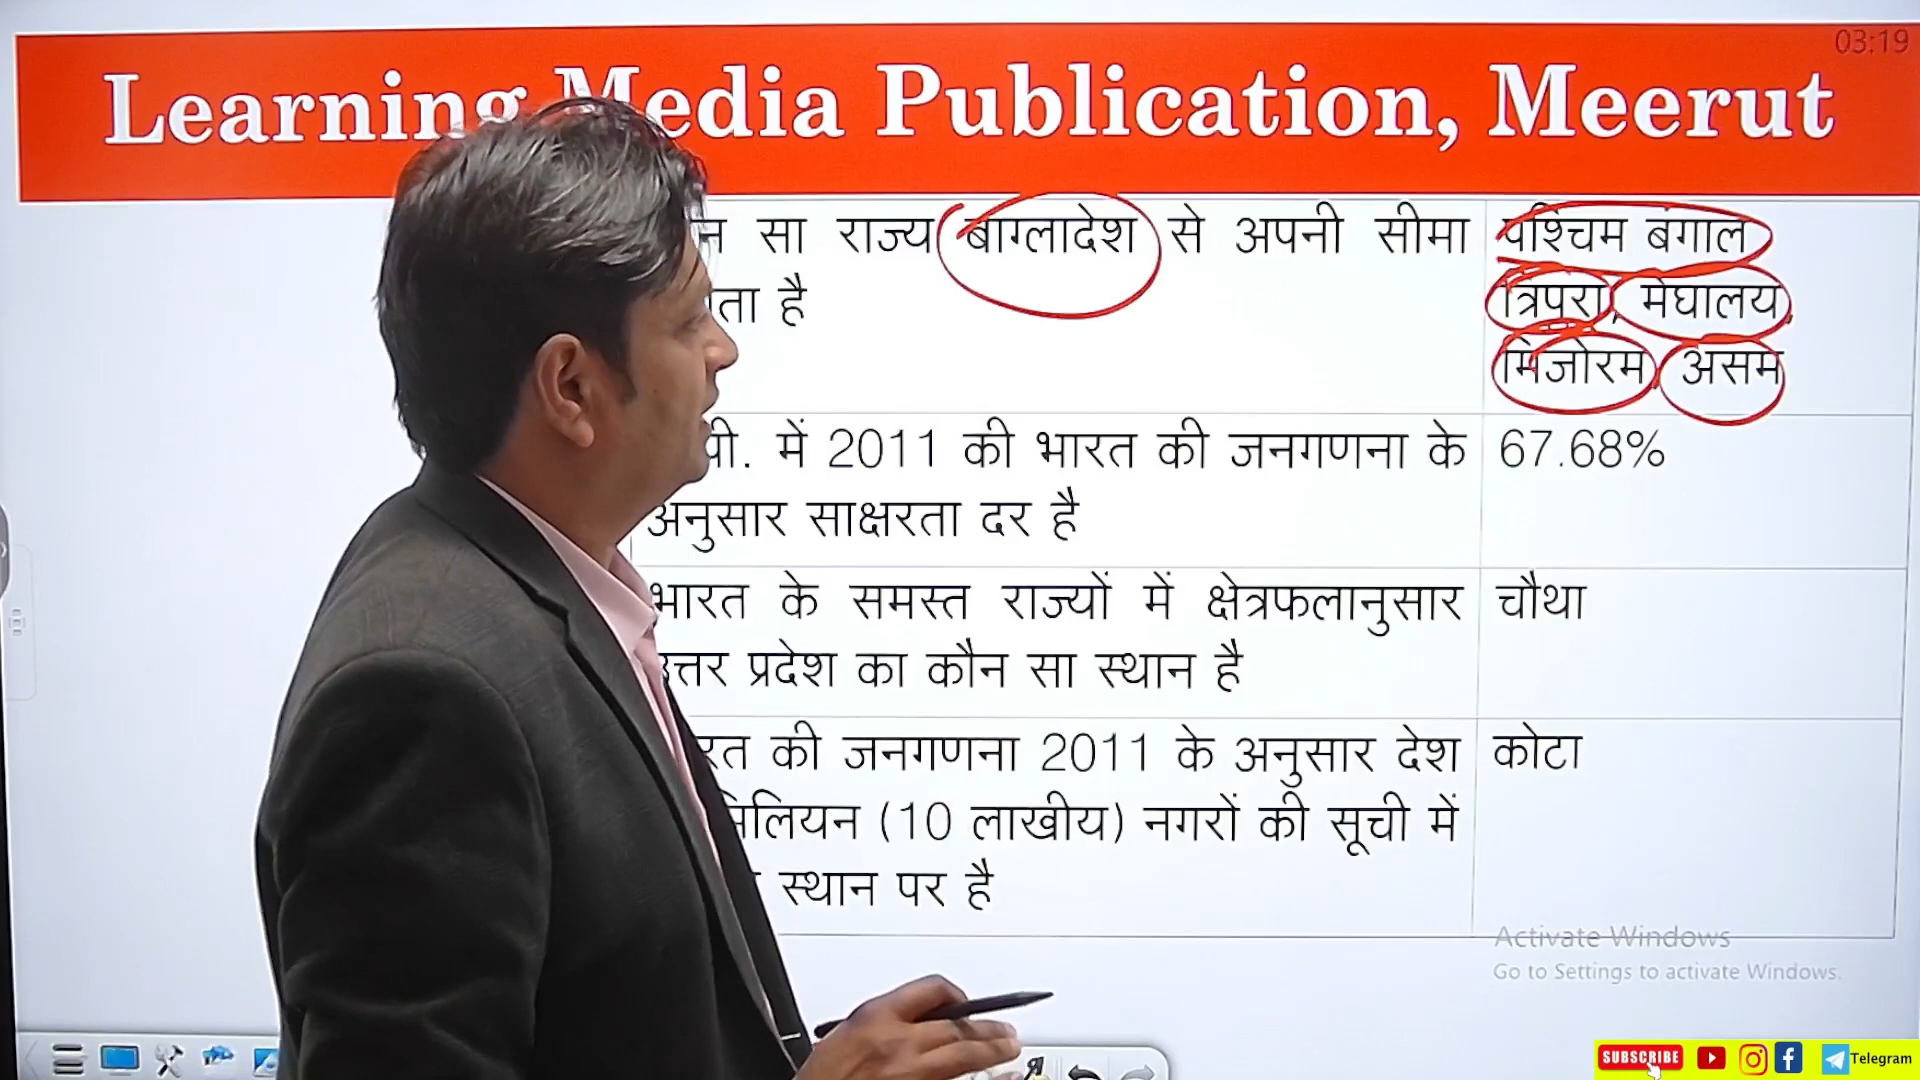 03:19
Learning Media Publication, Meerut
सा राज्य बांग्लादेश से अपनी सीमा
है
पश्चिम बंगाल
त्रिपुरा, मेघालय,
मिजोरम, असम
में 2011 की भारत की जनगणना के
अनुसार साक्षरता दर है
67.68%
भारत के समस्त राज्यों में क्षेत्रफलानुसार
उत्तर प्रदेश का कौन सा स्थान है
चौथा
की जनगणना 2011 के अनुसार देश
मिलियन (10 लाखीय) नगरों की सूची में
स्थान पर है
कोटा
Activate Windows
Go to Settings to activate Windows.
SUBSCRIBE
Telegram